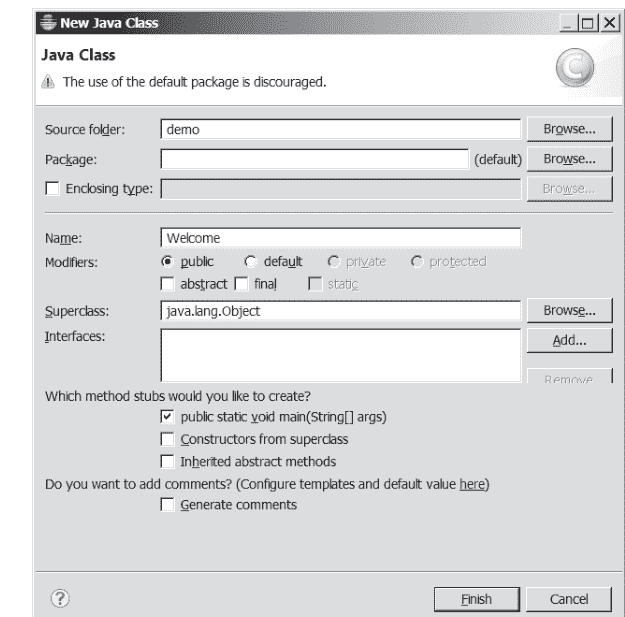 New Java Class
Java Class
The use of the default package is discouraged.
Source folder: demo Browse...
Package: (default) Browse...
Enclosing type: Browse...
Name: Welcome
Modifiers: public default private protected
abstract final static
Superclass: java.lang.Object Browse...
Interfaces: Add...
Remove
Which method stubs would you like to create?
public static void main(String[] args)
Constructors from superclass
Inherited abstract methods
Do you want to add comments? (Configure templates and default value here)
Generate comments
? Finish Cancel